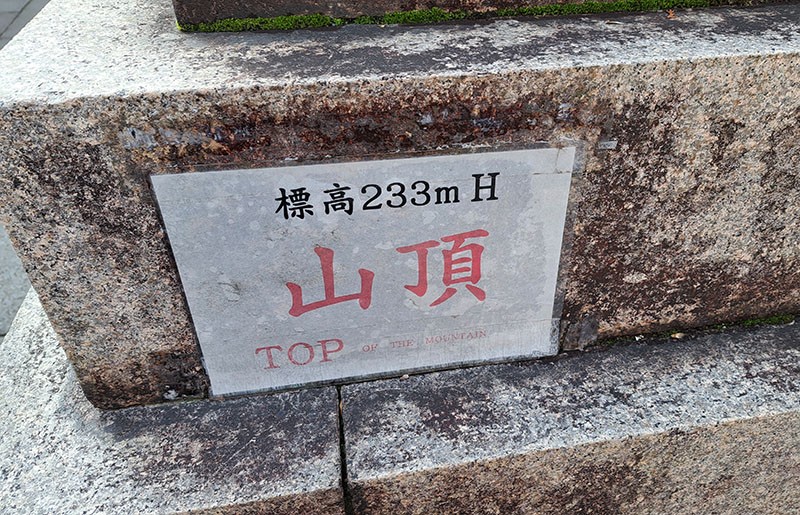 標高233m H
山頂
TOP OF THE MOUNTAIN